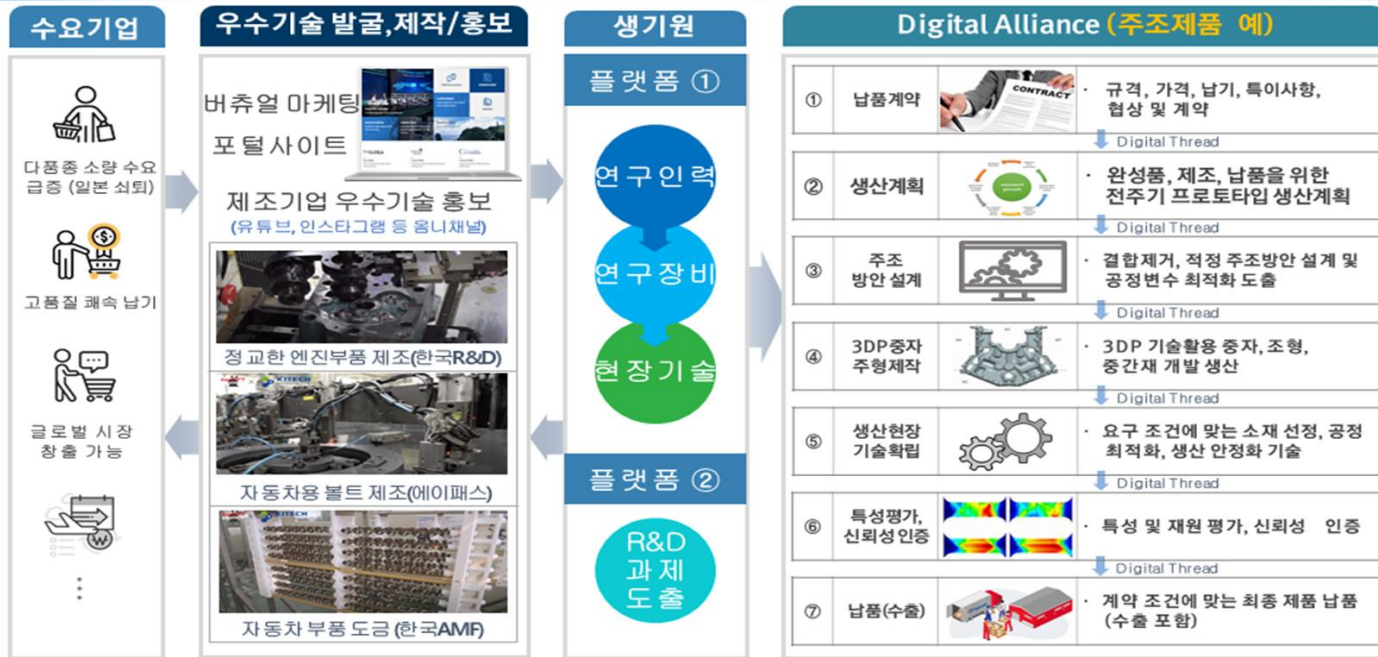 수요기업
다품종 소량 수요
급증 (일본 쇠퇴)
고품질 쾌속 납기
글로벌 시장
창출 가능
⋮
우수기술 발굴,제작/홍보
버츄얼 마케팅
포털사이트
제조기업 우수기술 홍보
(유튜브, 인스타그램 등 옴니채널)
정교한 엔진부품 제조(한국R&D)
KITECH
자동차용 볼트 제조(에이패스)
KITECH
자동차 부품 도금 (한국AMF)
생기원
플랫폼 ①
연구인력
연구장비
현장기술
플랫폼 ②
R&D
과제
도출
Digital Alliance (주조제품 예)
① 납품계약
CONTRACT
· 규격, 가격, 납기, 특이사항,
협상 및 계약
Digital Thread
② 생산계획
· 완성품, 제조, 납품을 위한
전주기 프로토타입 생산계획
Digital Thread
③ 주조
방안 설계
· 결합제거, 적정 주조방안 설계 및
공정변수 최적화 도출
Digital Thread
④ 3DP중자
주형제작
· 3DP 기술활용 중자, 조형,
중간재 개발 생산
Digital Thread
⑤ 생산현장
기술확립
· 요구 조건에 맞는 소재 선정, 공정
최적화, 생산 안정화 기술
Digital Thread
⑥ 특성평가,
신뢰성인증
· 특성 및 재원 평가, 신뢰성 인증
Digital Thread
⑦ 납품(수출)
· 계약 조건에 맞는 최종 제품 납품
(수출 포함)